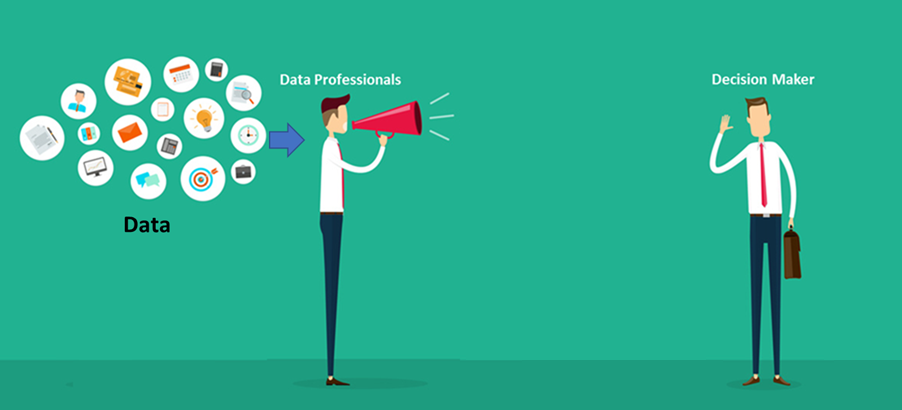 Data Professionals
Decision Maker
Data